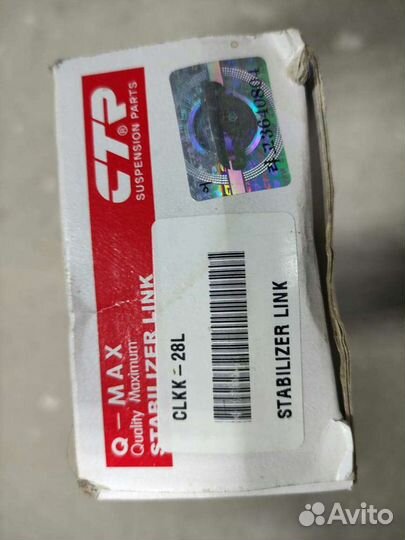 CTR®
SUSPENSION PARTS
Q-MAX
Quality Maximum
STABILIZER LINK
CLKK-28L
STABILIZER LINK
Avito